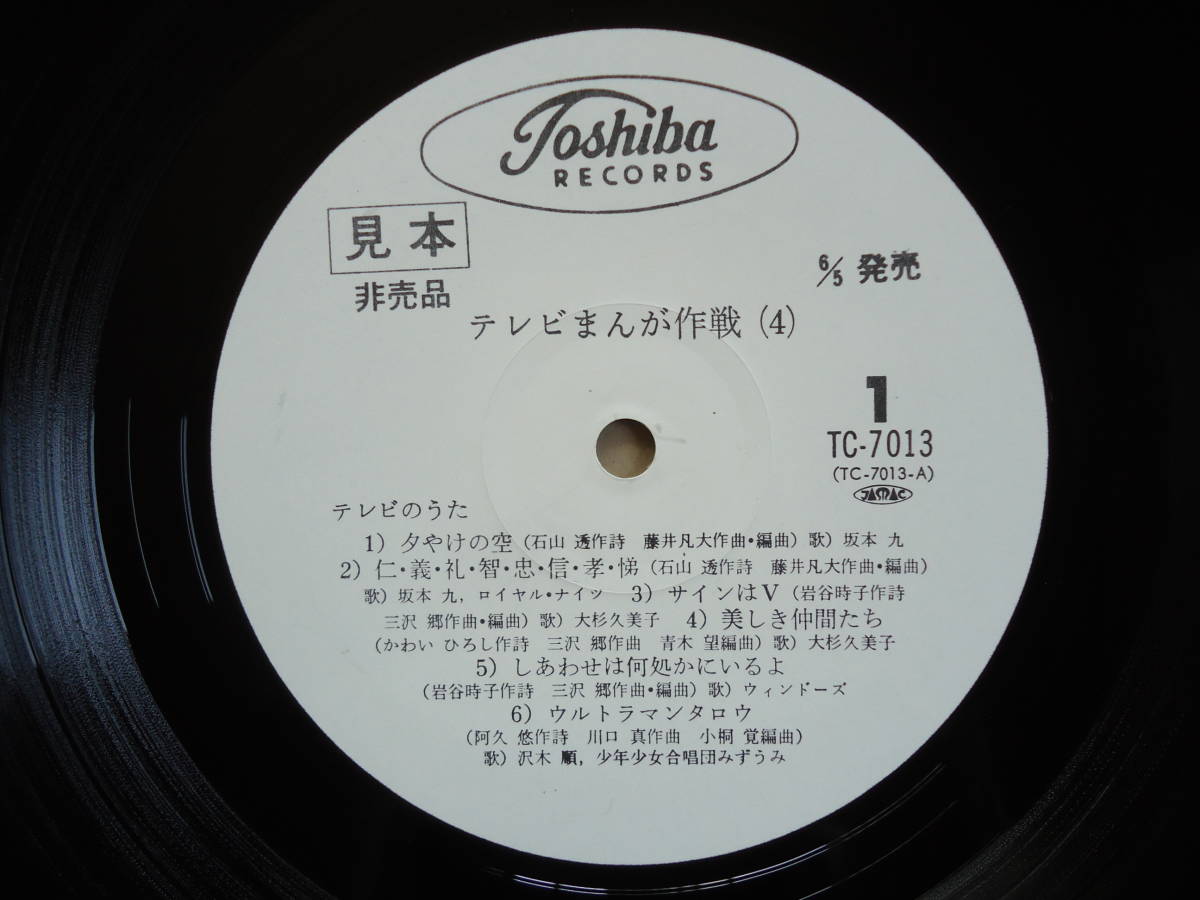 Toshiba
RECORDS
見本
非売品
6/5 発売
テレビまんが作戦 (4)
1
TC-7013
(TC-7013-A)
JASRAC
テレビのうた
1) 夕やけの空 (石山 透作詩 藤井凡大作曲・編曲) 歌) 坂本 九
2) 仁・義・礼・智・忠・信・孝・悌 (石山 透作詩 藤井凡大作曲・編曲)
歌) 坂本 九, ロイヤル・ナイツ 3) サインはV (岩谷時子作詩
三沢 郷作曲・編曲) 歌) 大杉久美子 4) 美しき仲間たち
(かわい ひろし作詩 三沢 郷作曲 青木 望編曲) 歌) 大杉久美子
5) しあわせは何処かにいるよ
(岩谷時子作詩 三沢 郷作曲・編曲) 歌) ウィンドーズ
6) ウルトラマンタロウ
(阿久 悠作詩 川口 真作曲 小桐 覚編曲)
歌) 沢木 順, 少年少女合唱団みずうみ